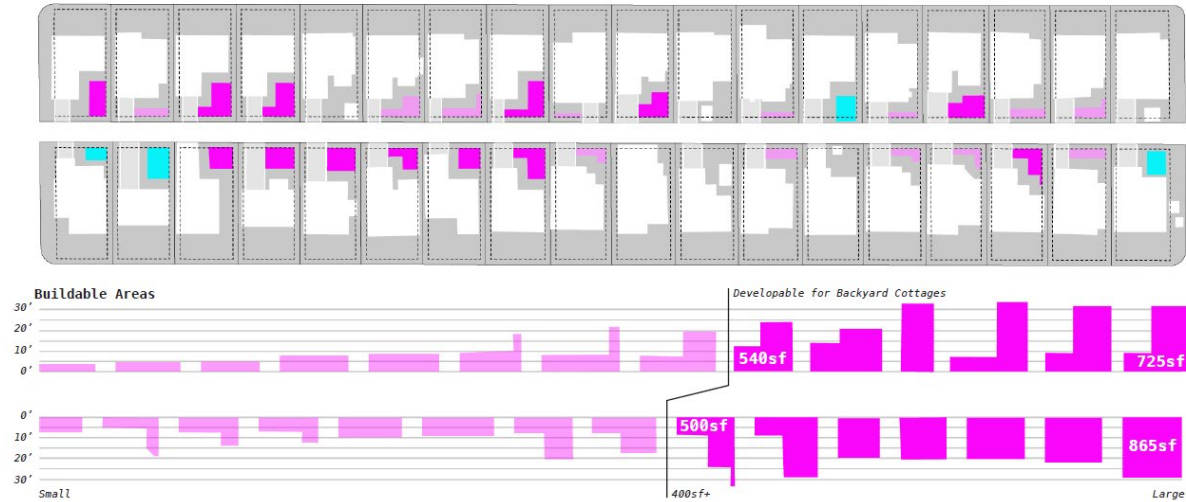 Buildable Areas
Developable for Backyard Cottages
30'
20'
10'
0'
540sf
725sf
0'
10'
20'
30'
500sf
865sf
Small
400sf+
Large